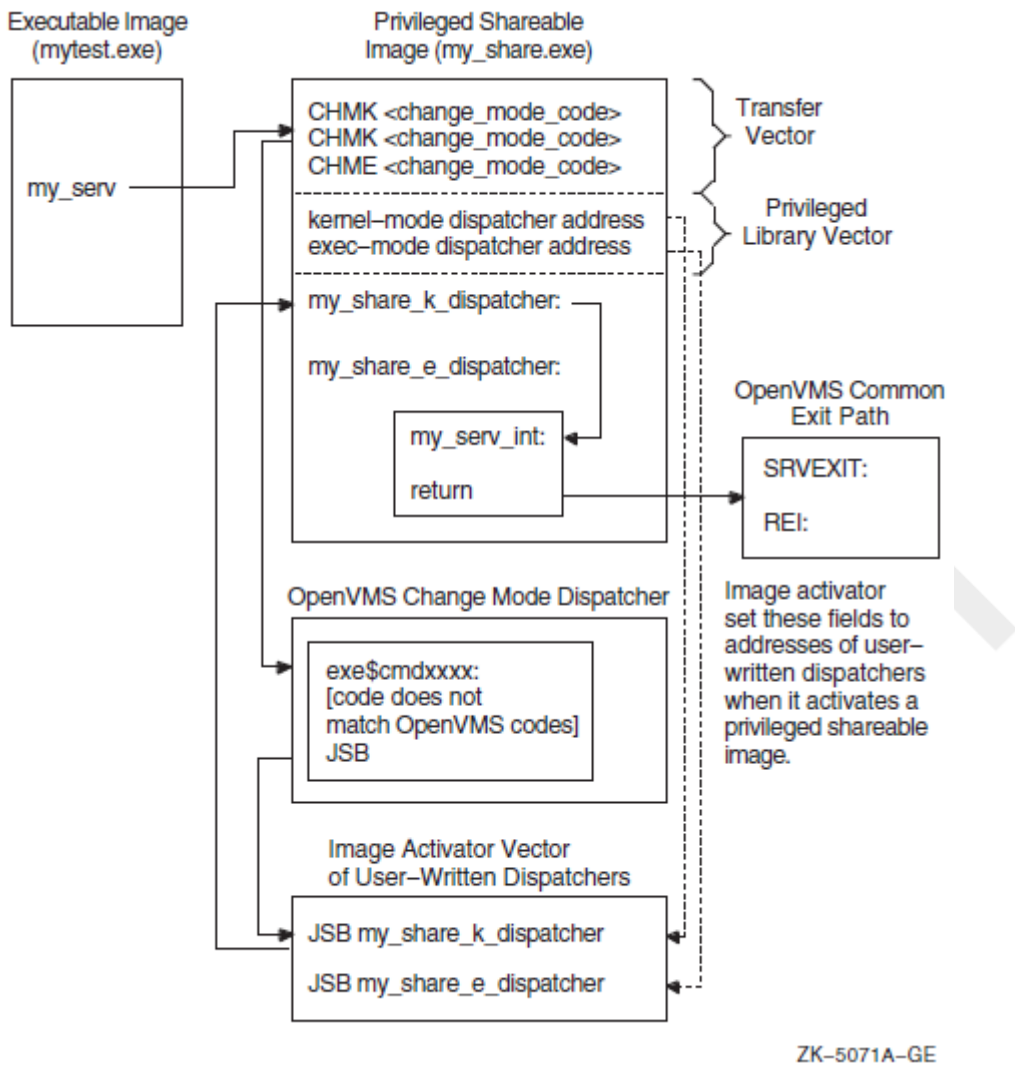 Executable Image
(mytest.exe)
Privileged Shareable
Image (my_share.exe)
my_serv
CHMK <change_mode_code>
CHMK <change_mode_code>
CHME <change_mode_code>
Transfer
Vector
kernel–mode dispatcher address
exec–mode dispatcher address
Privileged
Library Vector
my_share_k_dispatcher:
my_share_e_dispatcher:
my_serv_int:
return
OpenVMS Common
Exit Path
SRVEXIT:
REI:
Image activator
set these fields to
addresses of user–
written dispatchers
when it activates a
privileged shareable
image.
OpenVMS Change Mode Dispatcher
exe$cmdxxxx:
[code does not
match OpenVMS codes]
JSB
Image Activator Vector
of User–Written Dispatchers
JSB my_share_k_dispatcher
JSB my_share_e_dispatcher
ZK–5071A–GE